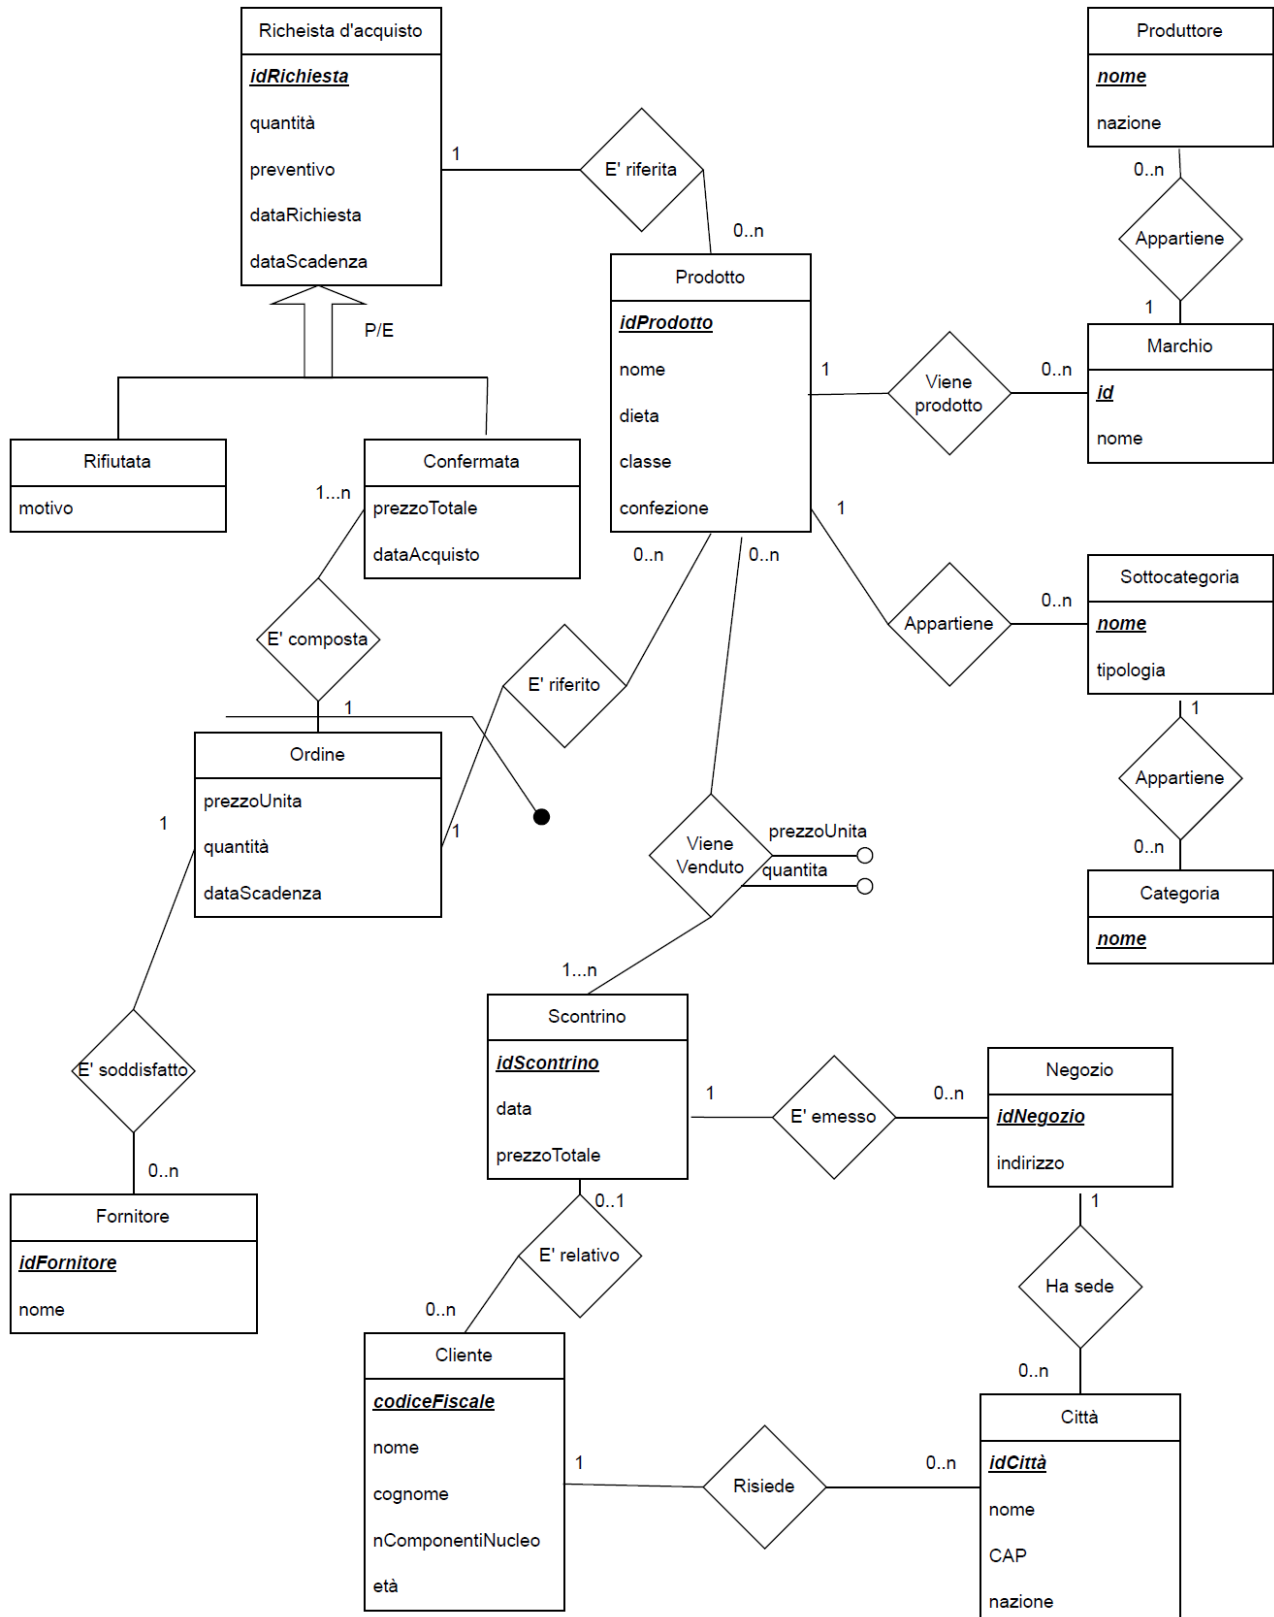 Richeista d'acquisto
idRichiesta
quantità
preventivo
dataRichiesta
dataScadenza
1
E' riferita
0..n
P/E
Produttore
nome
nazione
0..n
Appartiene
1
Marchio
id
nome
Prodotto
idProdotto
nome
dieta
classe
confezione
1
Viene
prodotto
0..n
Rifiutata
motivo
Confermata
prezzoTotale
dataAcquisto
1...n
E' composta
1
0..n
0..n
1
Appartiene
0..n
Sottocategoria
nome
tipologia
1
Appartiene
0..n
Categoria
nome
E' riferito
1
Ordine
prezzoUnita
quantità
dataScadenza
1
E' soddisfatto
0..n
Fornitore
idFornitore
nome
Viene
Venduto
prezzoUnita
quantita
1...n
Scontrino
idScontrino
data
prezzoTotale
1
E' emesso
0..n
Negozio
idNegozio
indirizzo
1
Ha sede
0..n
0..1
E' relativo
0..n
Cliente
codiceFiscale
nome
cognome
nComponentiNucleo
età
1
Risiede
0..n
Città
idCittà
nome
CAP
nazione